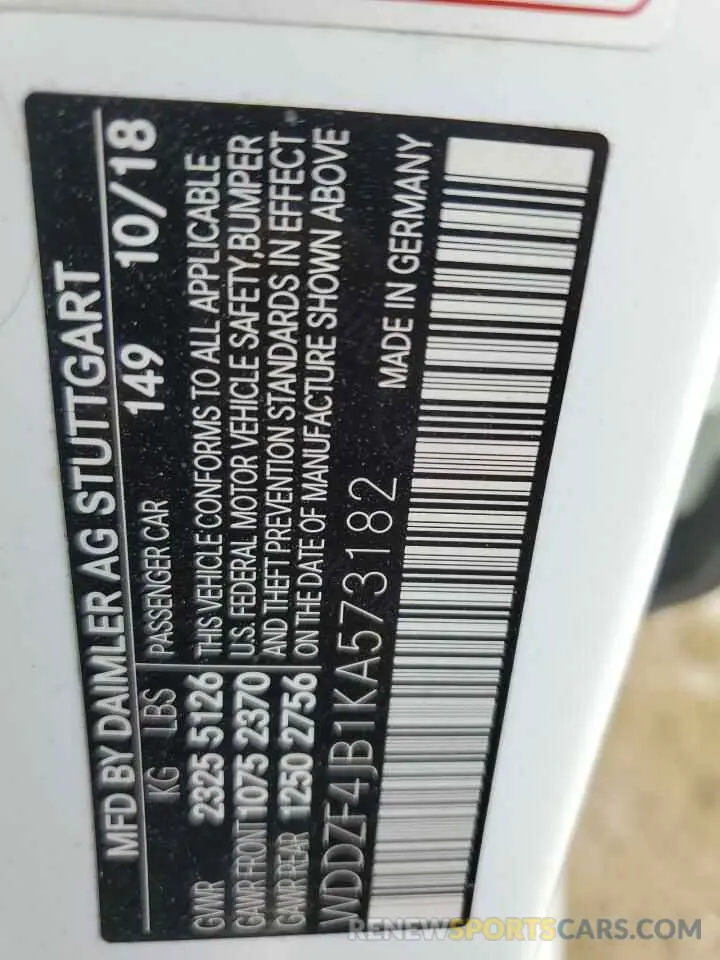 MFD BY DAIMLER AG STUTTGART
149 10/18
KG LBS PASSENGER CAR
GVWR 2325 5126 THIS VEHICLE CONFORMS TO ALL APPLICABLE
GAWR FRONT 1075 2370 U.S. FEDERAL MOTOR VEHICLE SAFETY,BUMPER
GAWR REAR 1250 2756 AND THEFT PREVENTION STANDARDS IN EFFECT
ON THE DATE OF MANUFACTURE SHOWN ABOVE
WDDZF4JB1KA573182 MADE IN GERMANY
RENEWSPORTSCARS.COM